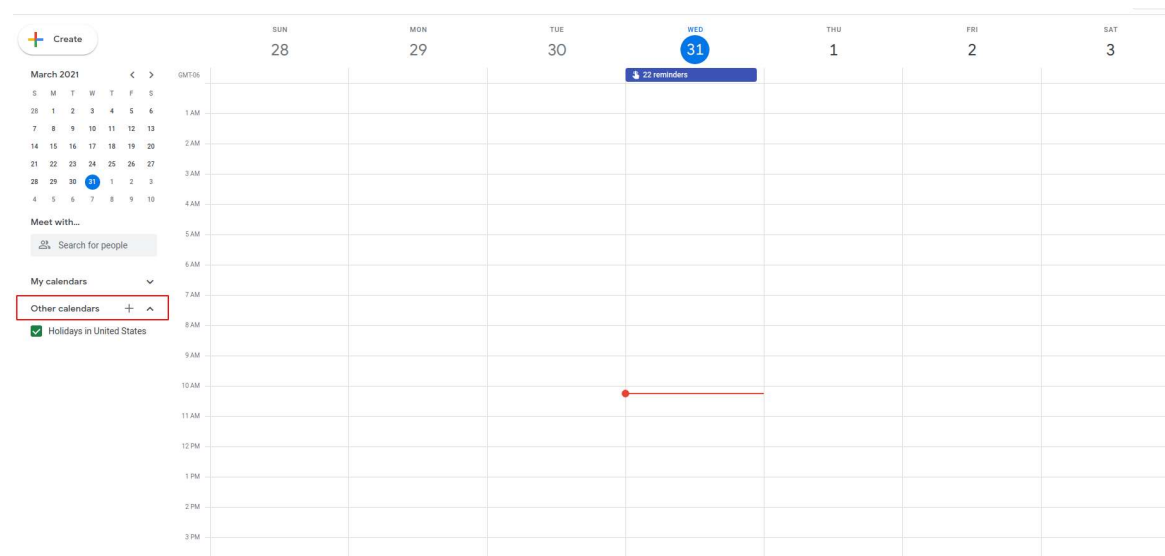 Create
March 2021
S M T W T F S
28 1 2 3 4 5 6
7 8 9 10 11 12 13
14 15 16 17 18 19 20
21 22 23 24 25 26 27
28 29 30 31 1 2 3
4 5 6 7 8 9 10
Meet with...
Search for people
My calendars
Other calendars
Holidays in United States
SUN MON TUE WED THU FRI SAT
28 29 30 31 1 2 3
GMT-06
22 reminders
1 AM
2 AM
3 AM
4 AM
5 AM
6 AM
7 AM
8 AM
9 AM
10 AM
11 AM
12 PM
1 PM
2 PM
3 PM